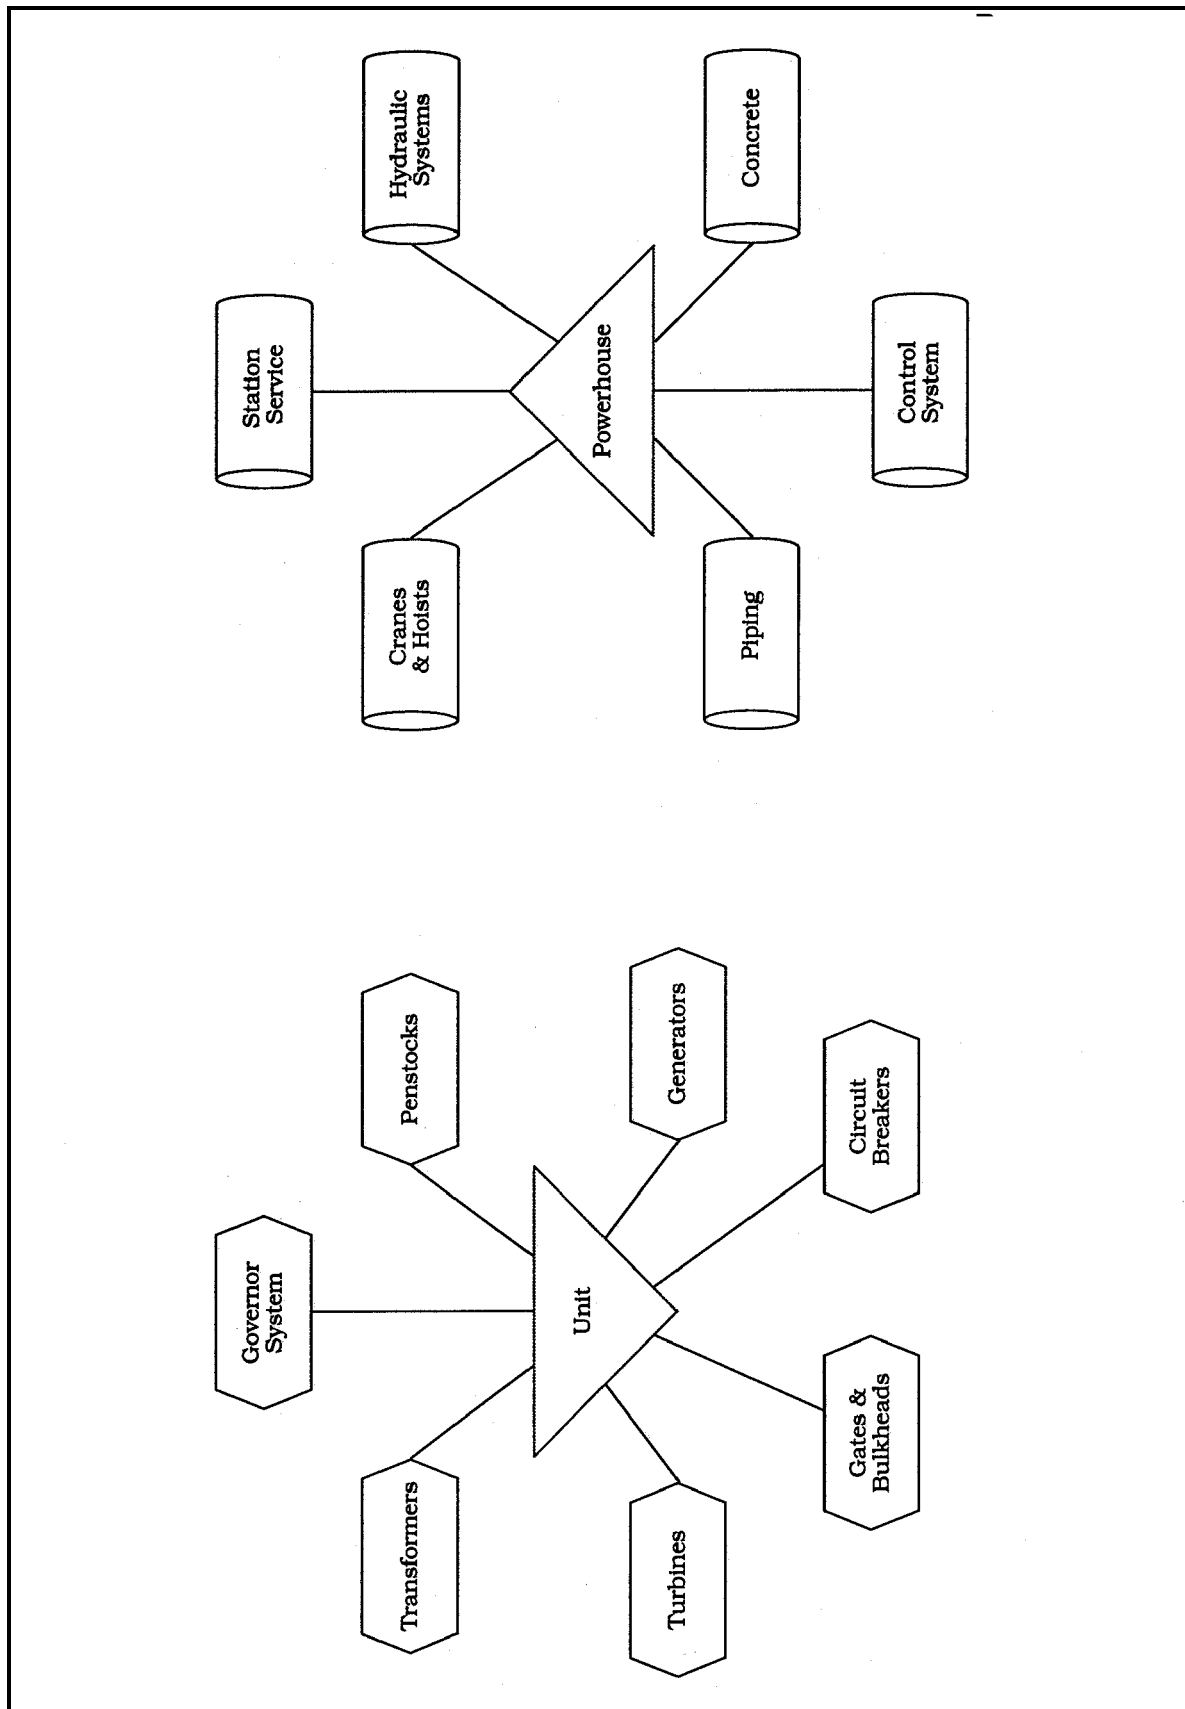 Governor
System
Transformers
Penstocks
Unit
Turbines
Generators
Gates &
Bulkheads
Circuit
Breakers
Station
Service
Cranes
& Hoists
Hydraulic
Systems
Powerhouse
Piping
Concrete
Control
System